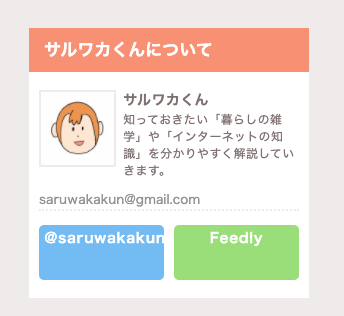 サルワカくんについて
サルワカくん
知っておきたい「暮らしの雑
学」や「インターネットの知
識」を分かりやすく解説してい
きます。
saruwakakun@gmail.com
@saruwakakun
Feedly